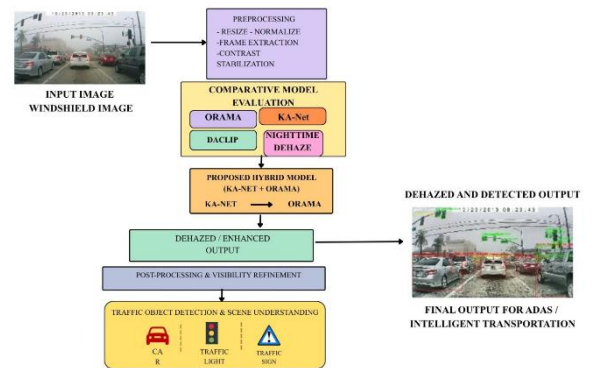 PREPROCESSING
- RESIZE - NORMALIZE
-FRAME EXTRACTION
-CONTRAST
STABILIZATION
INPUT IMAGE
WINDSHIELD IMAGE
COMPARATIVE MODEL
EVALUATION
ORAMA
KA-Net
DACLIP
NIGHTTIME
DEHAZE
PROPOSED HYBRID MODEL
(KA-NET + ORAMA)
KA-NET
ORAMA
DEHAZED AND DETECTED OUTPUT
DEHAZED / ENHANCED
OUTPUT
POST-PROCESSING & VISIBILITY REFINEMENT
FINAL OUTPUT FOR ADAS /
INTELLIGENT TRANSPORTATION
TRAFFIC OBJECT DETECTION & SCENE UNDERSTANDING
CA
R
TRAFFIC
LIGHT
TRAFFIC
SIGN